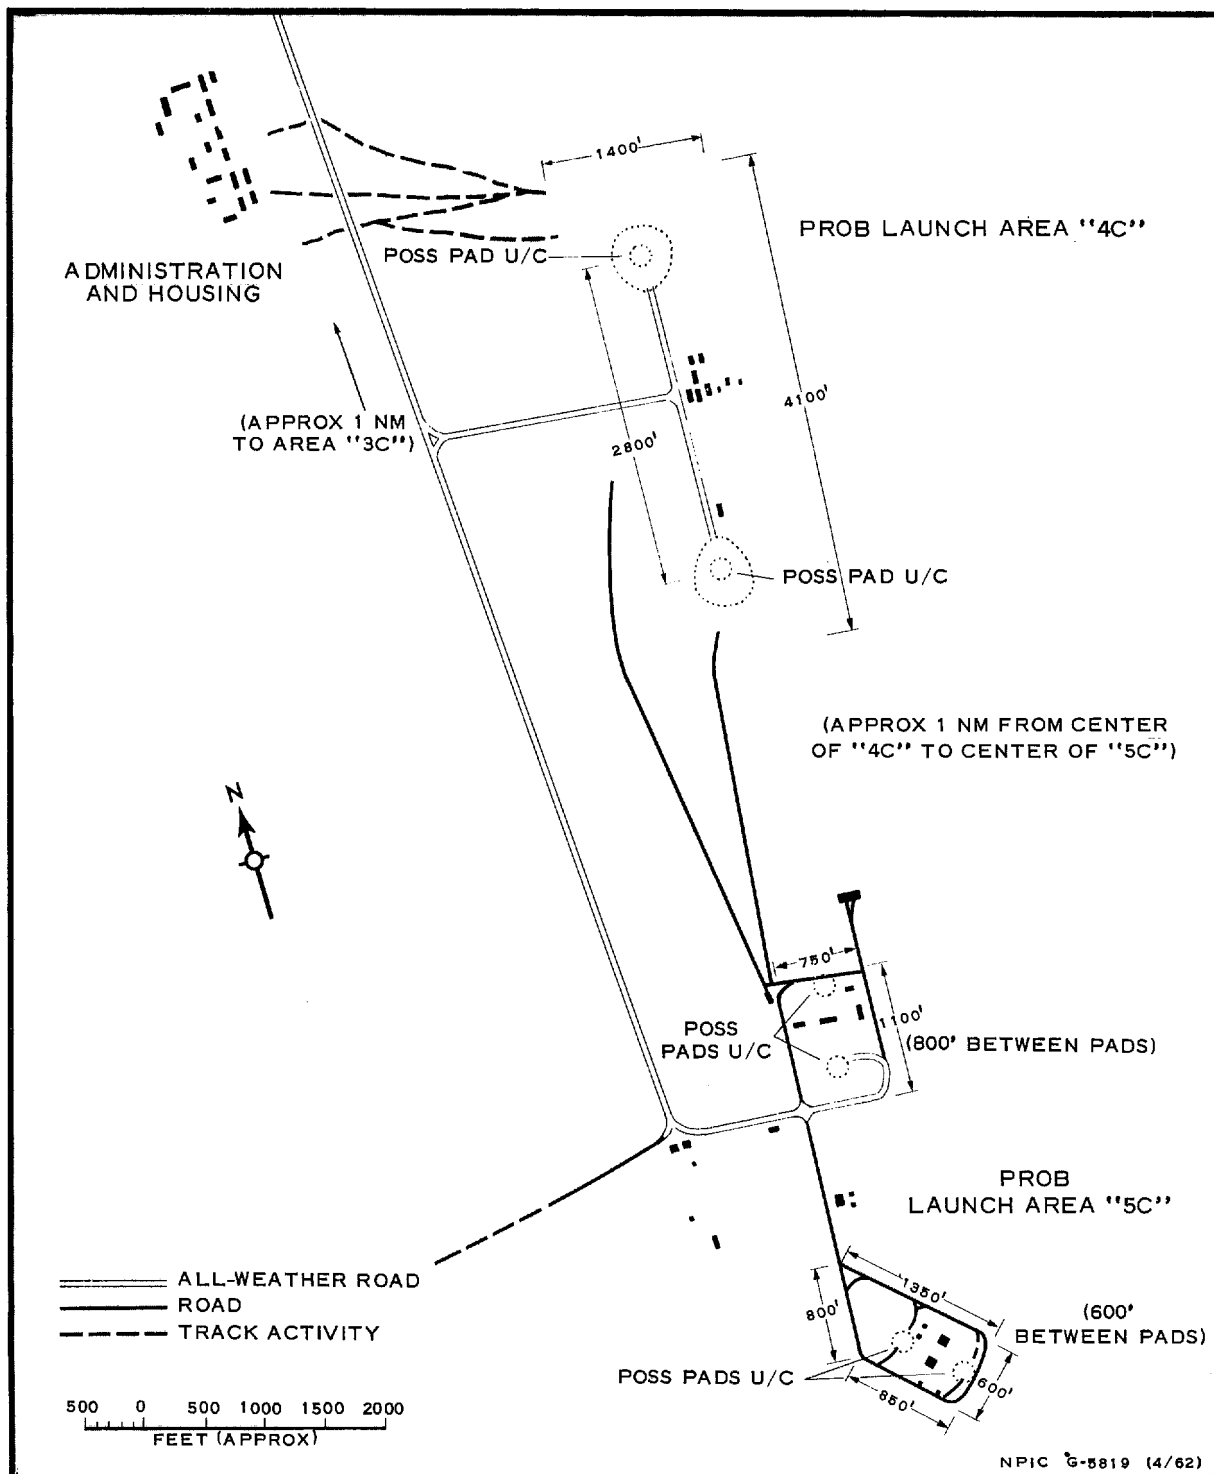 1400'
PROB LAUNCH AREA "4C"
POSS PAD U/C
ADMINISTRATION
AND HOUSING
4100'
(APPROX 1 NM
TO AREA "3C")
2800'
POSS PAD U/C
(APPROX 1 NM FROM CENTER
OF "4C" TO CENTER OF "5C")
N
750'
1100'
POSS
PADS U/C
(800' BETWEEN PADS)
PROB
LAUNCH AREA "5C"
ALL-WEATHER ROAD
ROAD
TRACK ACTIVITY
1350'
800'
(600'
BETWEEN PADS)
POSS PADS U/C
600'
850'
500 0 500 1000 1500 2000
FEET (APPROX)
NPIC G-5819 (4/62)